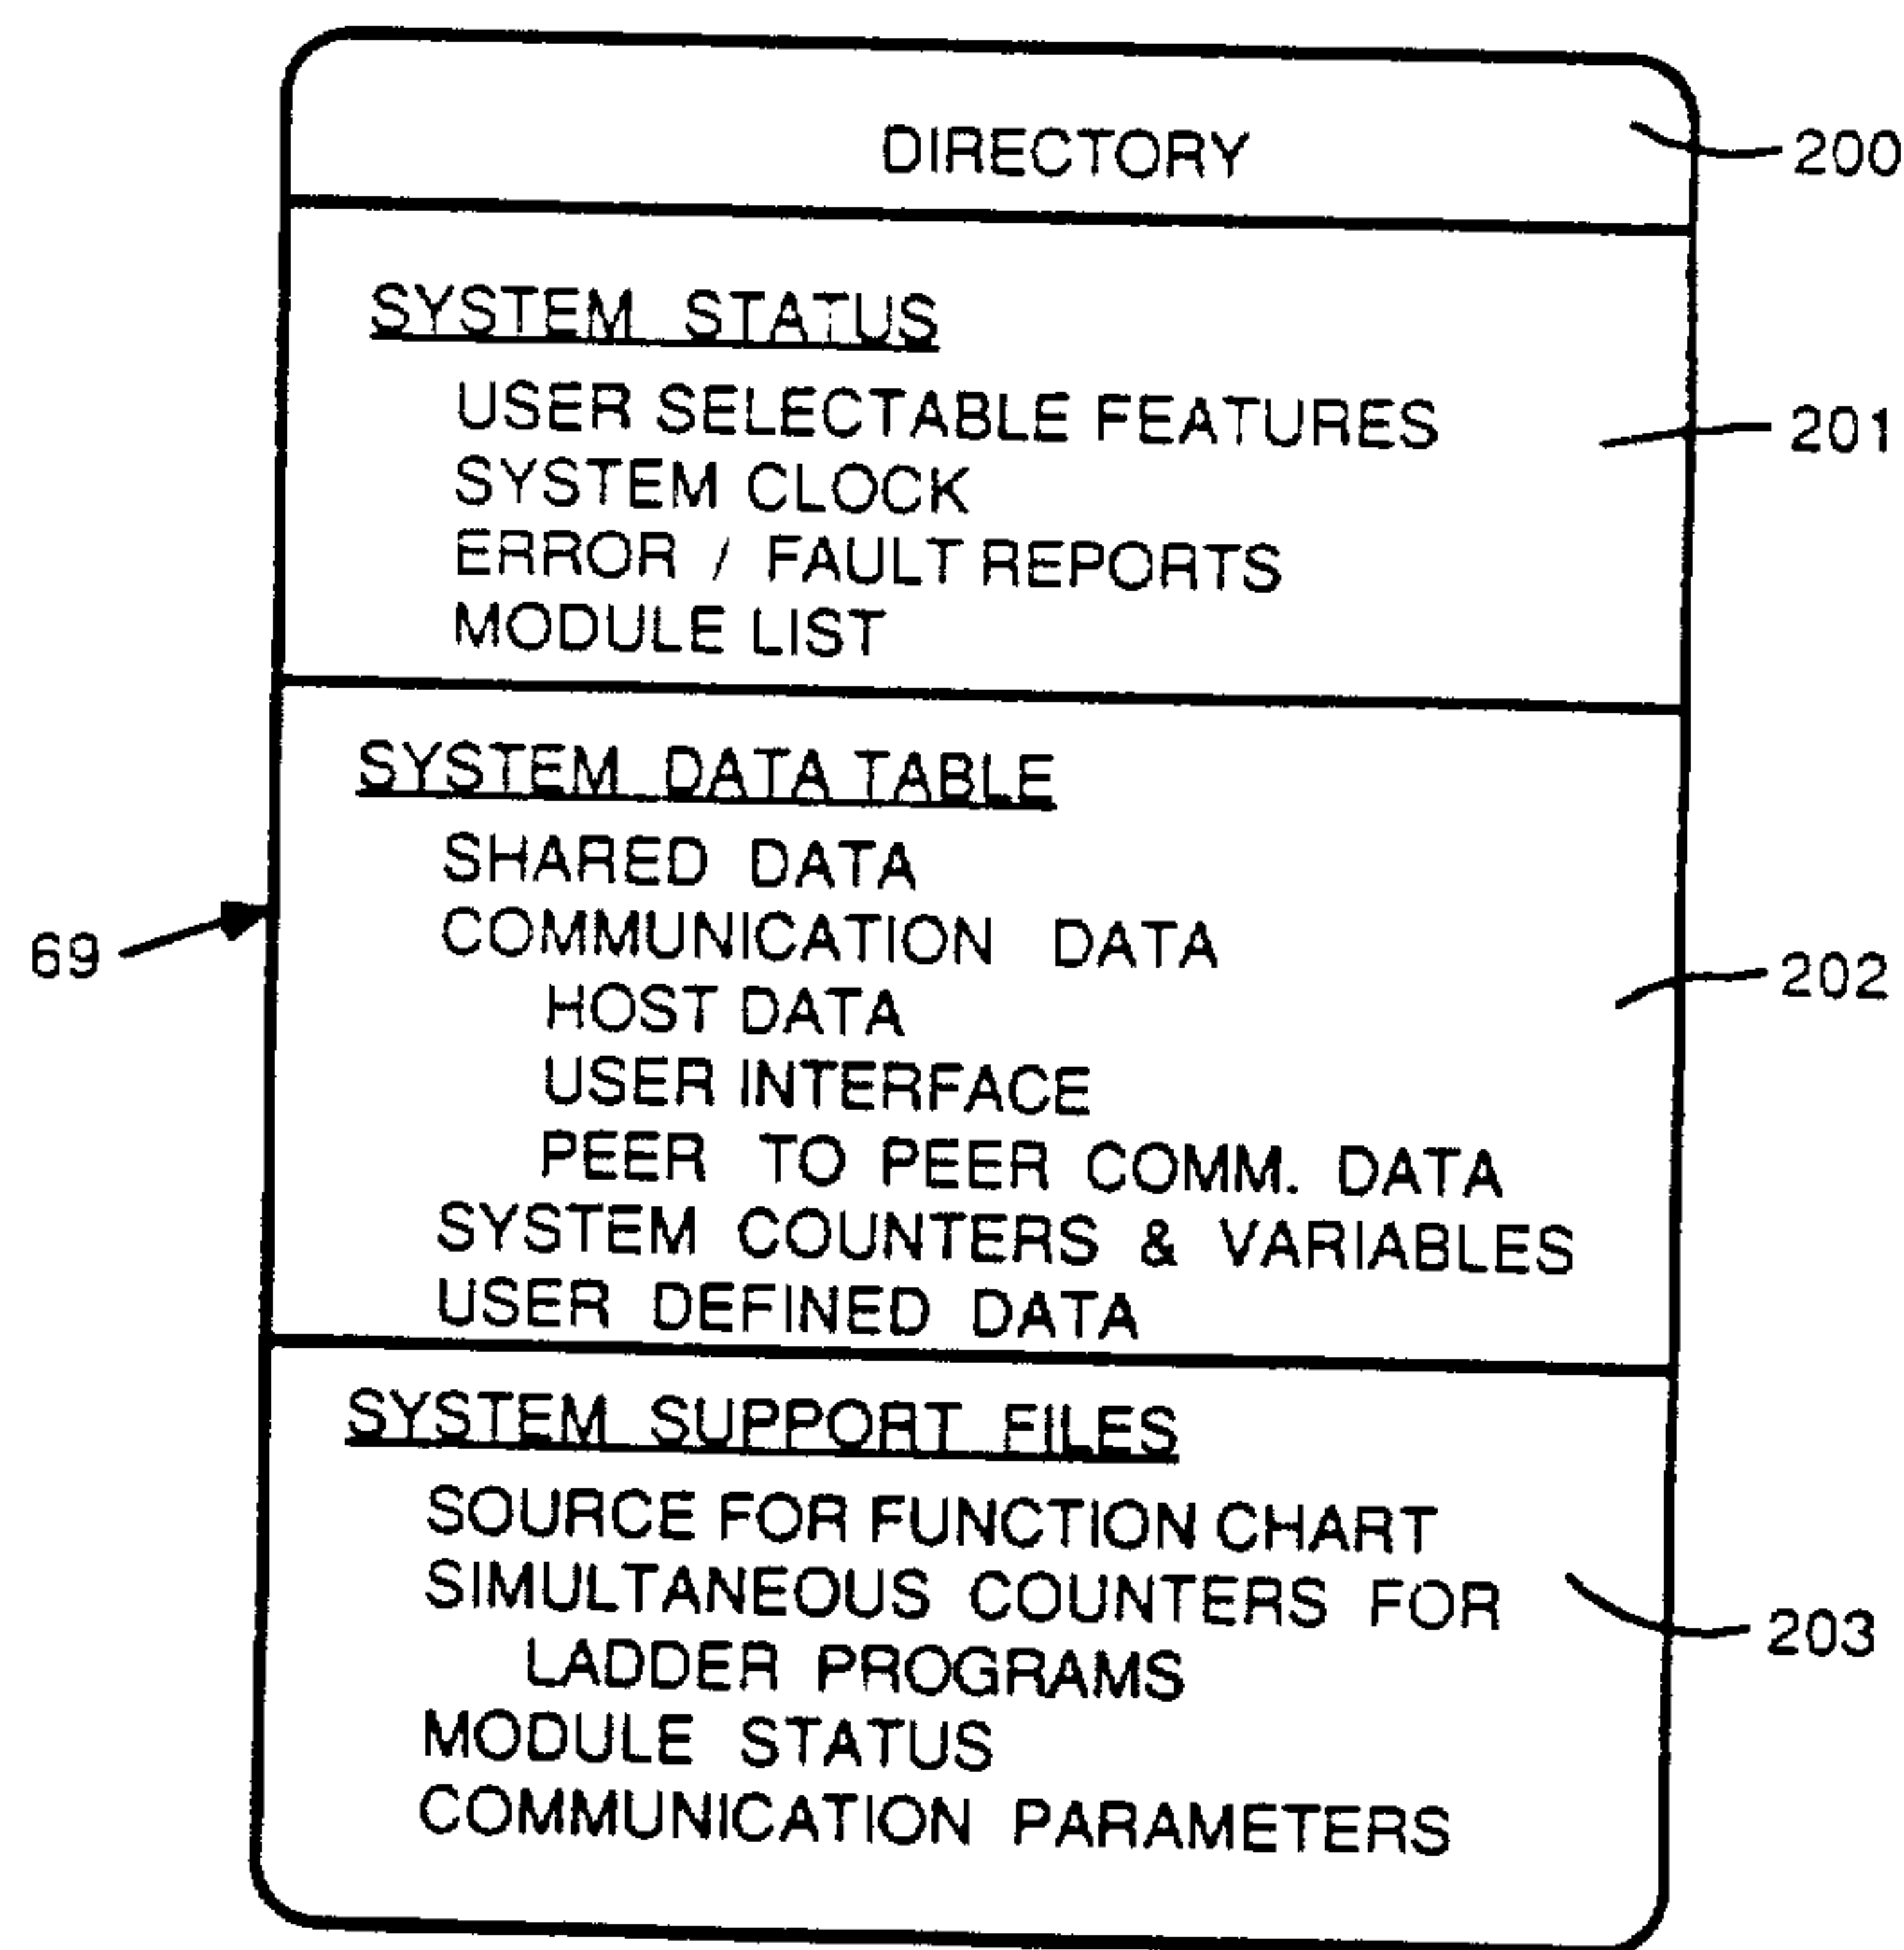 DIRECTORY
200
SYSTEM STATUS
USER SELECTABLE FEATURES
201
SYSTEM CLOCK
ERROR / FAULT REPORTS
MODULE LIST
SYSTEM DATA TABLE
SHARED DATA
COMMUNICATION DATA
69
202
HOST DATA
USER INTERFACE
PEER TO PEER COMM. DATA
SYSTEM COUNTERS & VARIABLES
USER DEFINED DATA
SYSTEM SUPPORT FILES
SOURCE FOR FUNCTION CHART
SIMULTANEOUS COUNTERS FOR
203
LADDER PROGRAMS
MODULE STATUS
COMMUNICATION PARAMETERS